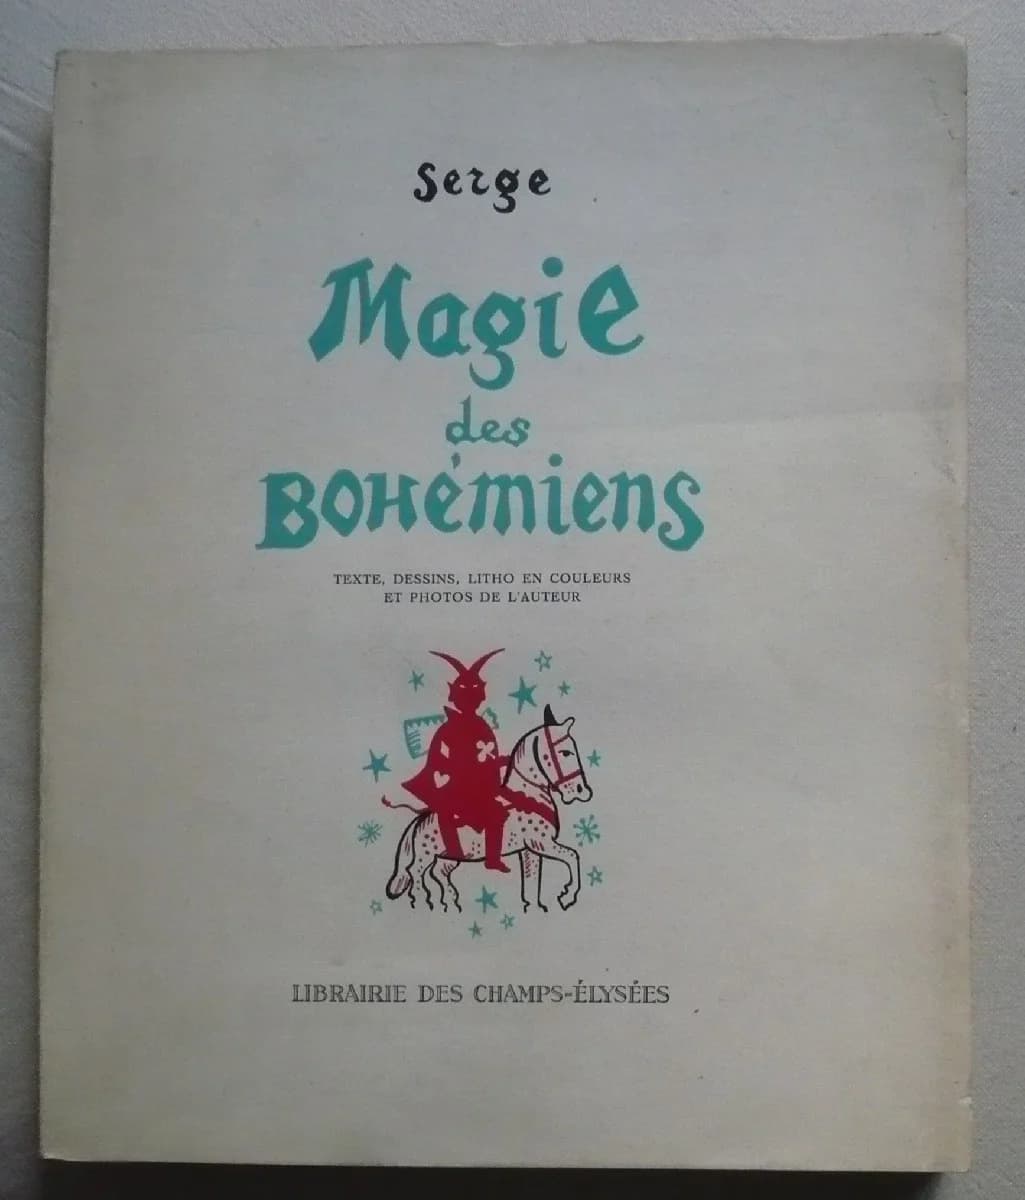 Serge
Magie
des
BOHémiens
TEXTE, DESSINS, LITHO EN COULEURS
ET PHOTOS DE L'AUTEUR
LIBRAIRIE DES CHAMPS-ÉLYSÉES